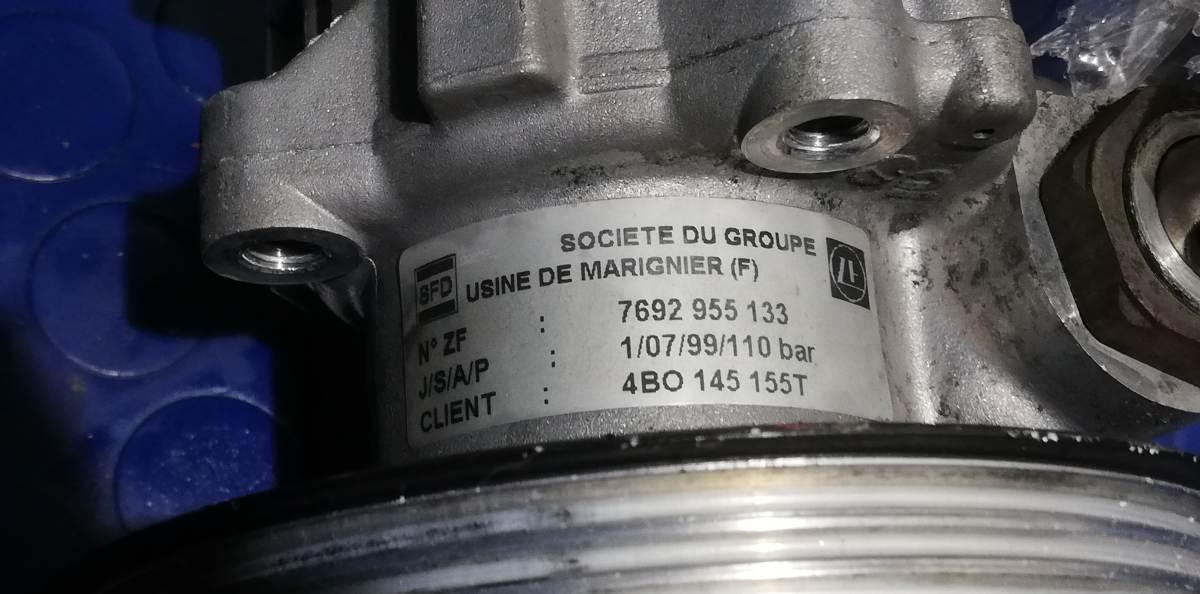 SOCIETE DU GROUPE ZF
SFD USINE DE MARIGNIER (F)
N° ZF : 7692 955 133
J/S/A/P : 1/07/99/110 bar
CLIENT : 4BO 145 155T